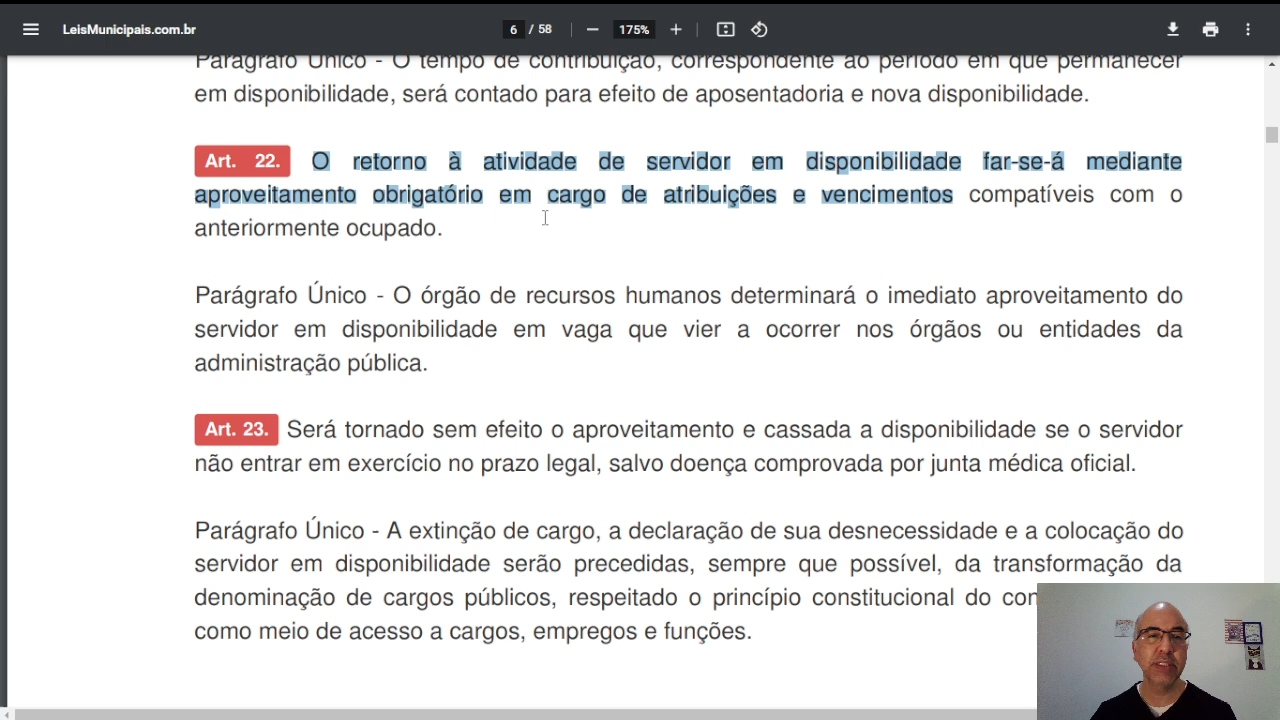 LeisMunicipais.com.br
6 / 58
175%
Parágrafo Único - O tempo de contribuição, correspondente ao período em que permanecer
em disponibilidade, será contado para efeito de aposentadoria e nova disponibilidade.
Art. 22. O retorno à atividade de servidor em disponibilidade far-se-á mediante
aproveitamento obrigatório em cargo de atribuições e vencimentos compatíveis com o
anteriormente ocupado.
Parágrafo Único - O órgão de recursos humanos determinará o imediato aproveitamento do
servidor em disponibilidade em vaga que vier a ocorrer nos órgãos ou entidades da
administração pública.
Art. 23. Será tornado sem efeito o aproveitamento e cassada a disponibilidade se o servidor
não entrar em exercício no prazo legal, salvo doença comprovada por junta médica oficial.
Parágrafo Único - A extinção de cargo, a declaração de sua desnecessidade e a colocação do
servidor em disponibilidade serão precedidas, sempre que possível, da transformação da
denominação de cargos públicos, respeitado o princípio constitucional do
como meio de acesso a cargos, empregos e funções.